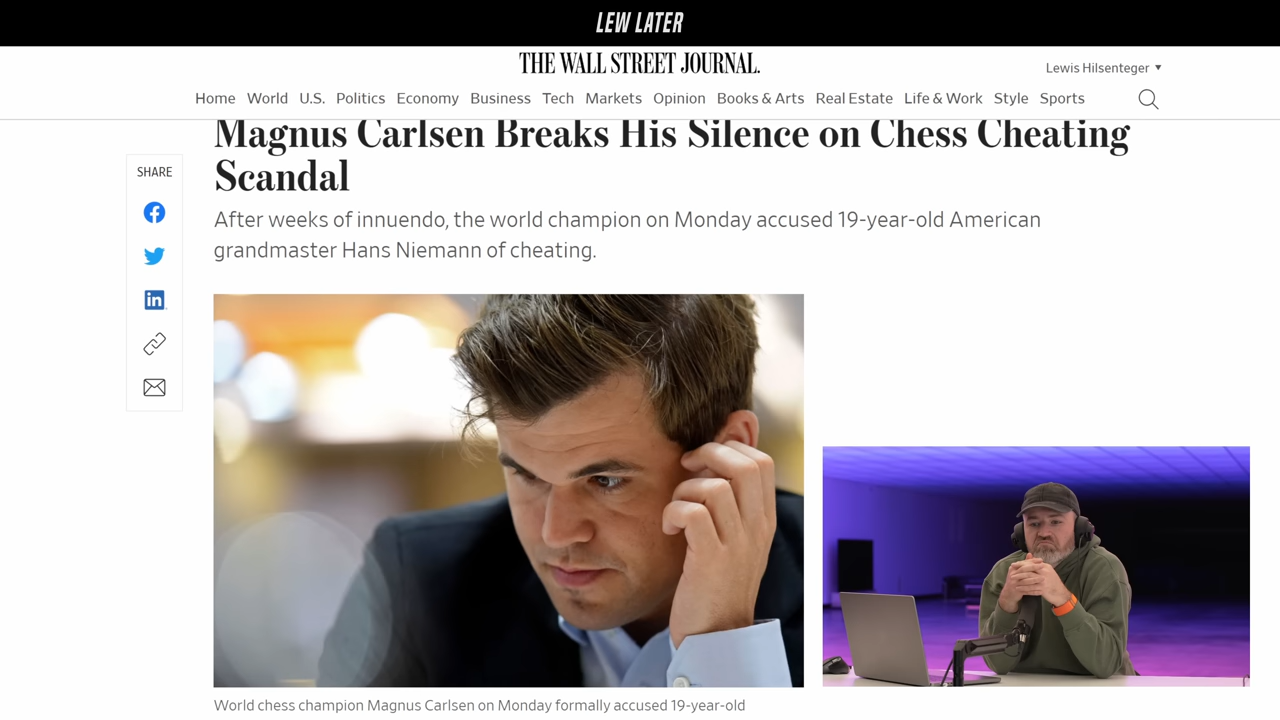 LEW LATER
THE WALL STREET JOURNAL.
Lewis Hilsenteger
Home World U.S. Politics Economy Business Tech Markets Opinion Books & Arts Real Estate Life & Work Style Sports
Magnus Carlsen Breaks His Silence on Chess Cheating
Scandal
SHARE
After weeks of innuendo, the world champion on Monday accused 19-year-old American
grandmaster Hans Niemann of cheating.
in
World chess champion Magnus Carlsen on Monday formally accused 19-year-old